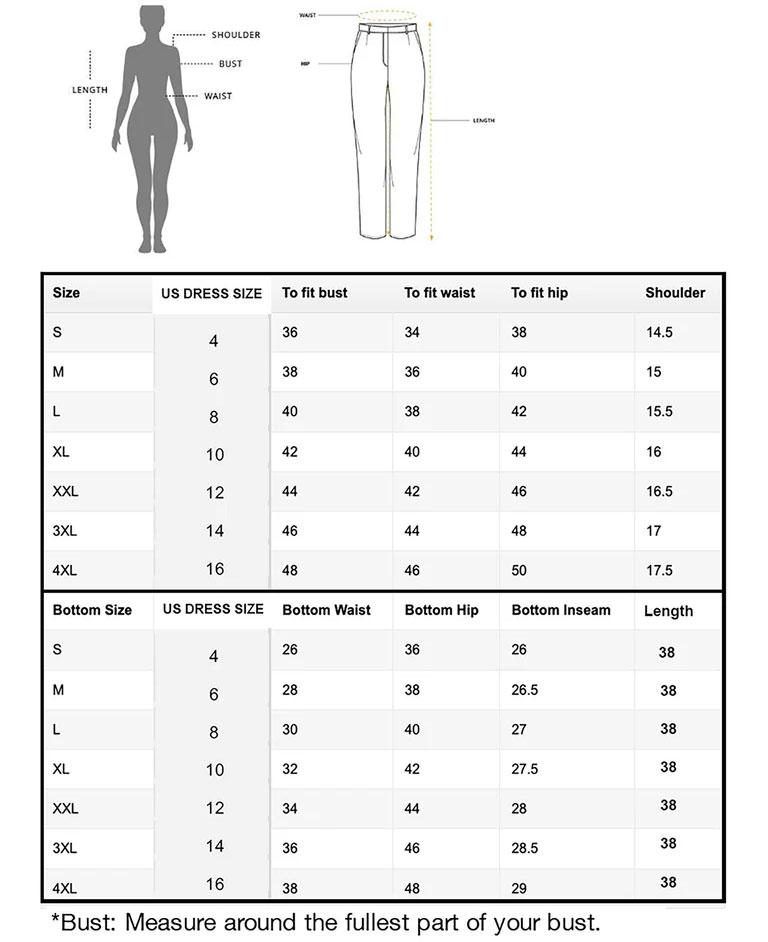 SHOULDER
BUST
LENGTH
WAIST
WAIST
HIP
LENGTH
Size US DRESS SIZE To fit bust To fit waist To fit hip Shoulder
S 4 36 34 38 14.5
M 6 38 36 40 15
L 8 40 38 42 15.5
XL 10 42 40 44 16
XXL 12 44 42 46 16.5
3XL 14 46 44 48 17
4XL 16 48 46 50 17.5
Bottom Size US DRESS SIZE Bottom Waist Bottom Hip Bottom Inseam Length
S 4 26 36 26 38
M 6 28 38 26.5 38
L 8 30 40 27 38
XL 10 32 42 27.5 38
XXL 12 34 44 28 38
3XL 14 36 46 28.5 38
4XL 16 38 48 29 38
*Bust: Measure around the fullest part of your bust.